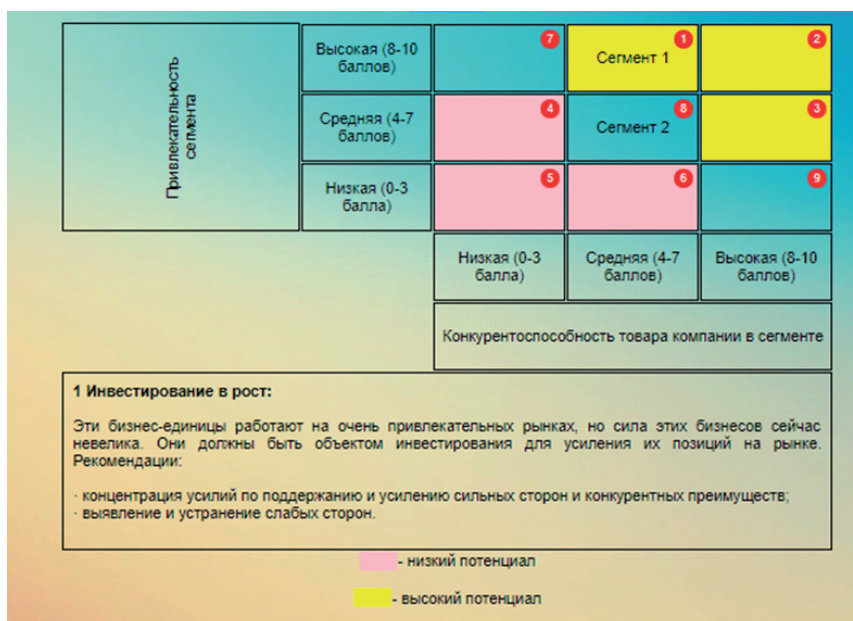 Привлекательность
сегмента
Высокая (8-10
баллов)
7
Сегмент 1
1
2
Средняя (4-7
баллов)
4
Сегмент 2
8
3
Низкая (0-3
балла)
5
6
9
Низкая (0-3
балла)
Средняя (4-7
баллов)
Высокая (8-10
баллов)
Конкурентоспособность товара компании в сегменте
1 Инвестирование в рост:
Эти бизнес-единицы работают на очень привлекательных рынках, но сила этих бизнесов сейчас
невелика. Они должны быть объектом инвестирования для усиления их позиций на рынке.
Рекомендации:
· концентрация усилий по поддержанию и усилению сильных сторон и конкурентных преимуществ;
· выявление и устранение слабых сторон.
- низкий потенциал
- высокий потенциал